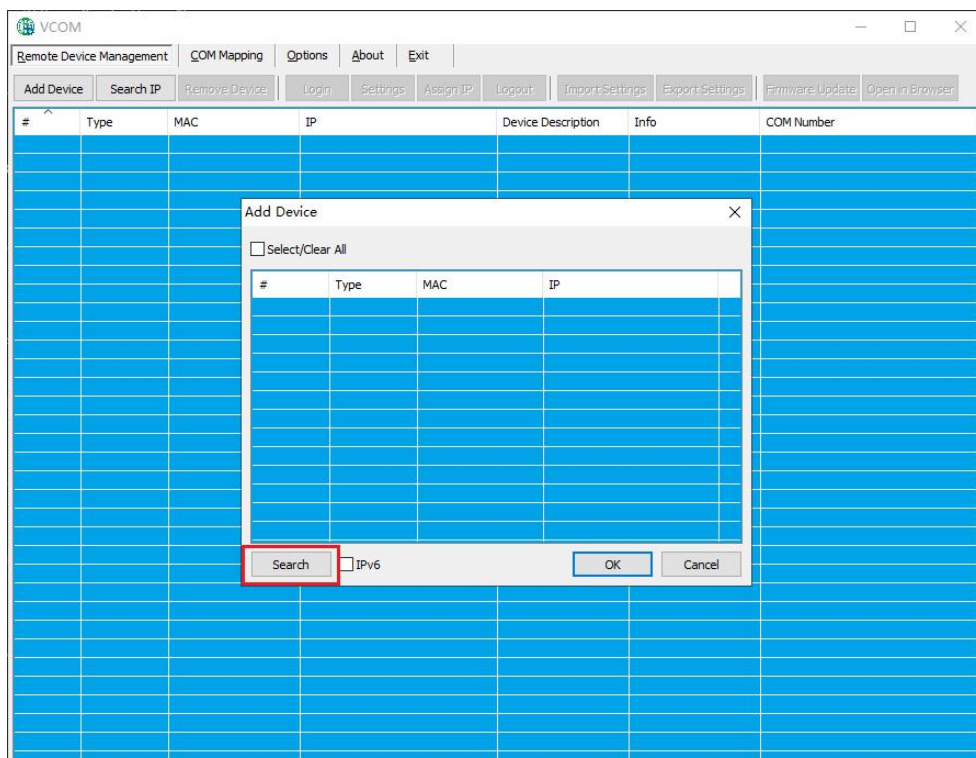 VCOM
Remote Device Management COM Mapping Options About Exit
Add Device Search IP Remove Device Login Settings Assign IP Logout Import Settings Export Settings Firmware Update Open in Browser
# Type MAC IP Device Description Info COM Number
Add Device
Select/Clear All
# Type MAC IP
Search IPv6 OK Cancel